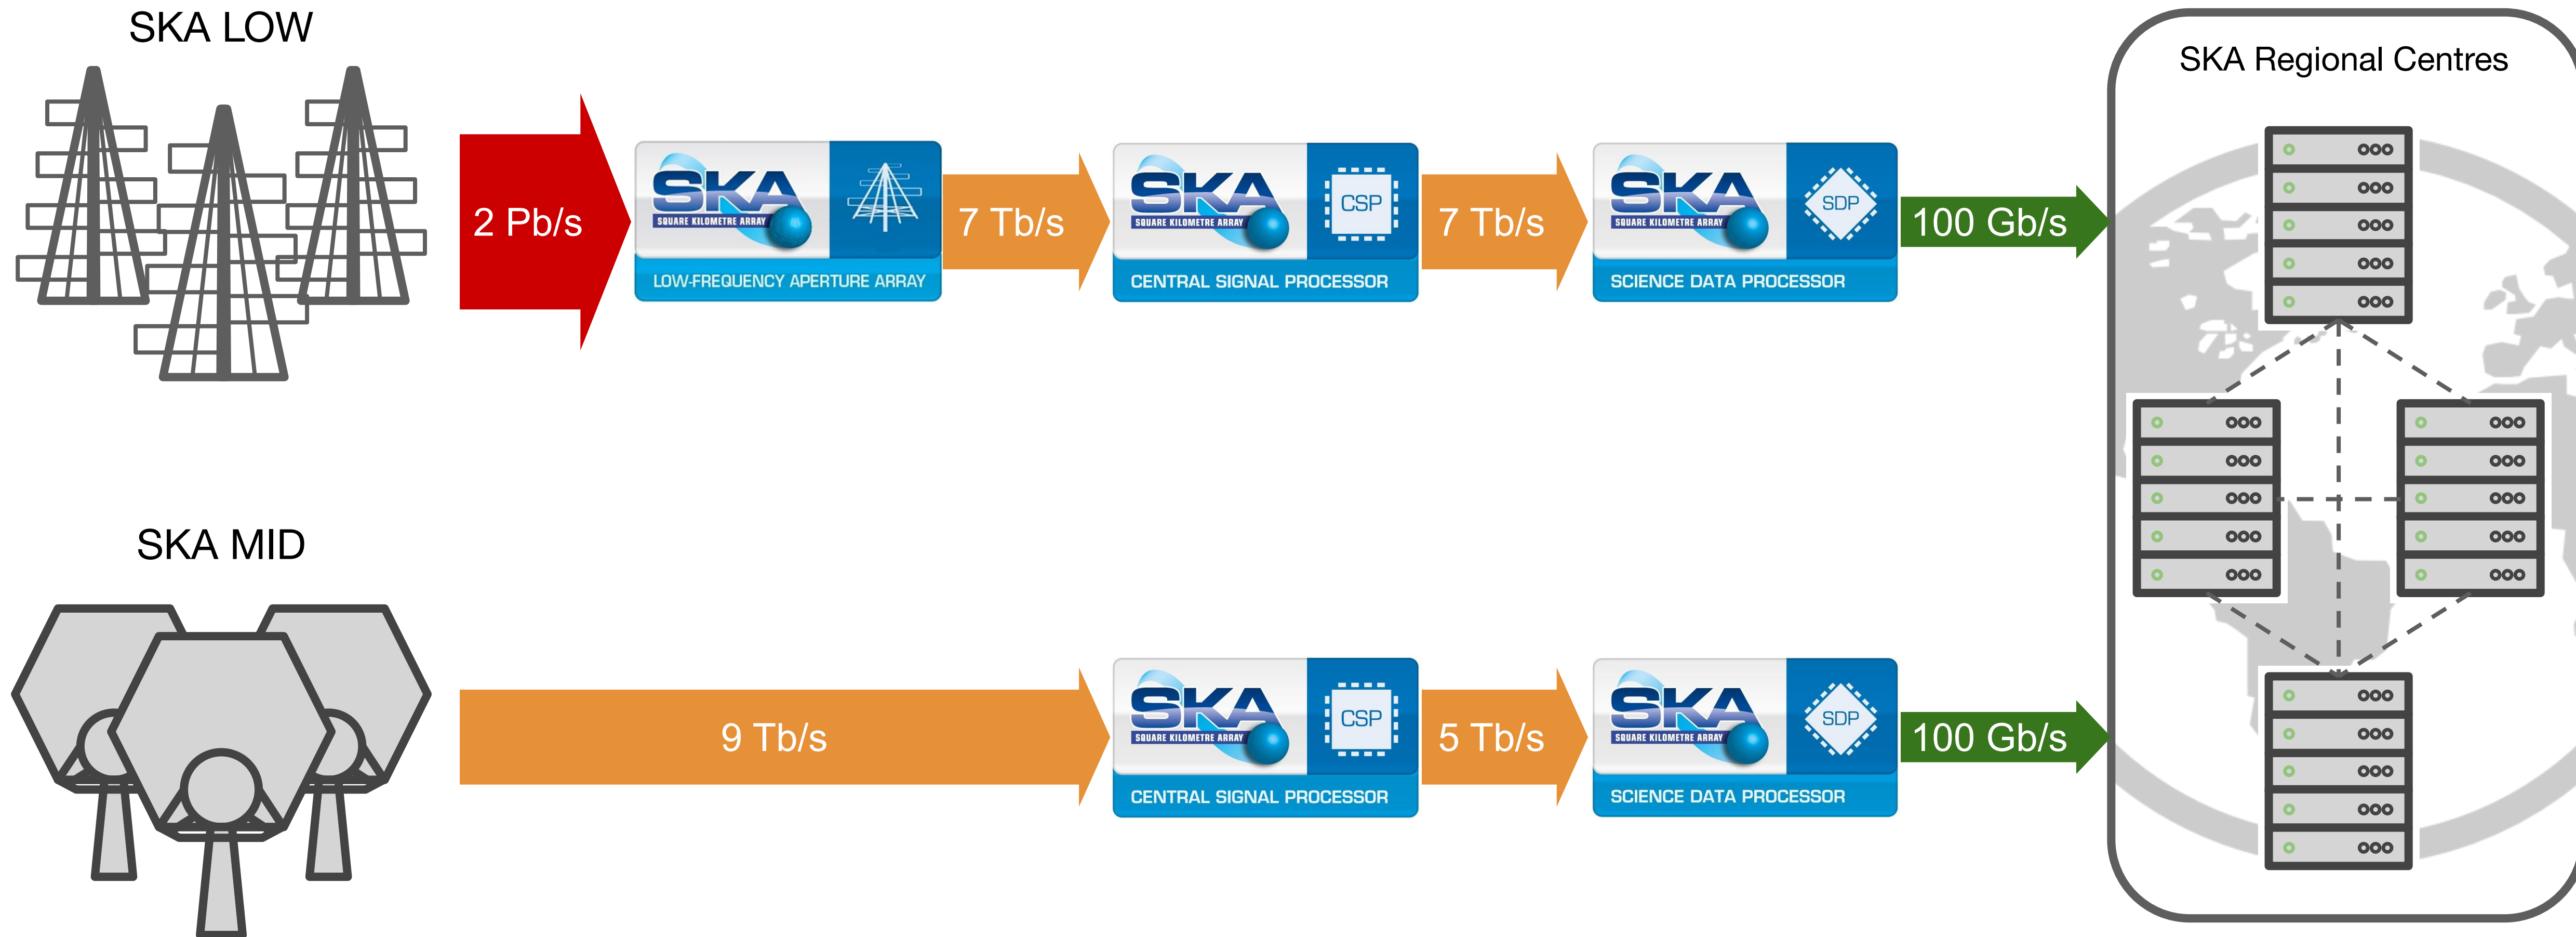 SKA LOW
SKA Regional Centres
2 Pb/s
SKA
SQUARE KILOMETRE ARRAY
LOW-FREQUENCY APERTURE ARRAY
7 Tb/s
SKA
SQUARE KILOMETRE ARRAY
CSP
CENTRAL SIGNAL PROCESSOR
7 Tb/s
SKA
SQUARE KILOMETRE ARRAY
SDP
SCIENCE DATA PROCESSOR
100 Gb/s
SKA MID
9 Tb/s
SKA
SQUARE KILOMETRE ARRAY
CSP
CENTRAL SIGNAL PROCESSOR
5 Tb/s
SKA
SQUARE KILOMETRE ARRAY
SDP
SCIENCE DATA PROCESSOR
100 Gb/s